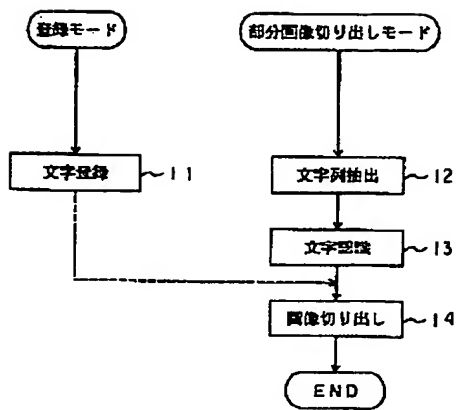 登録モード
部分画像切り出しモード
文字登録 11
文字列抽出 12
文字認識 13
画像切り出し 14
END